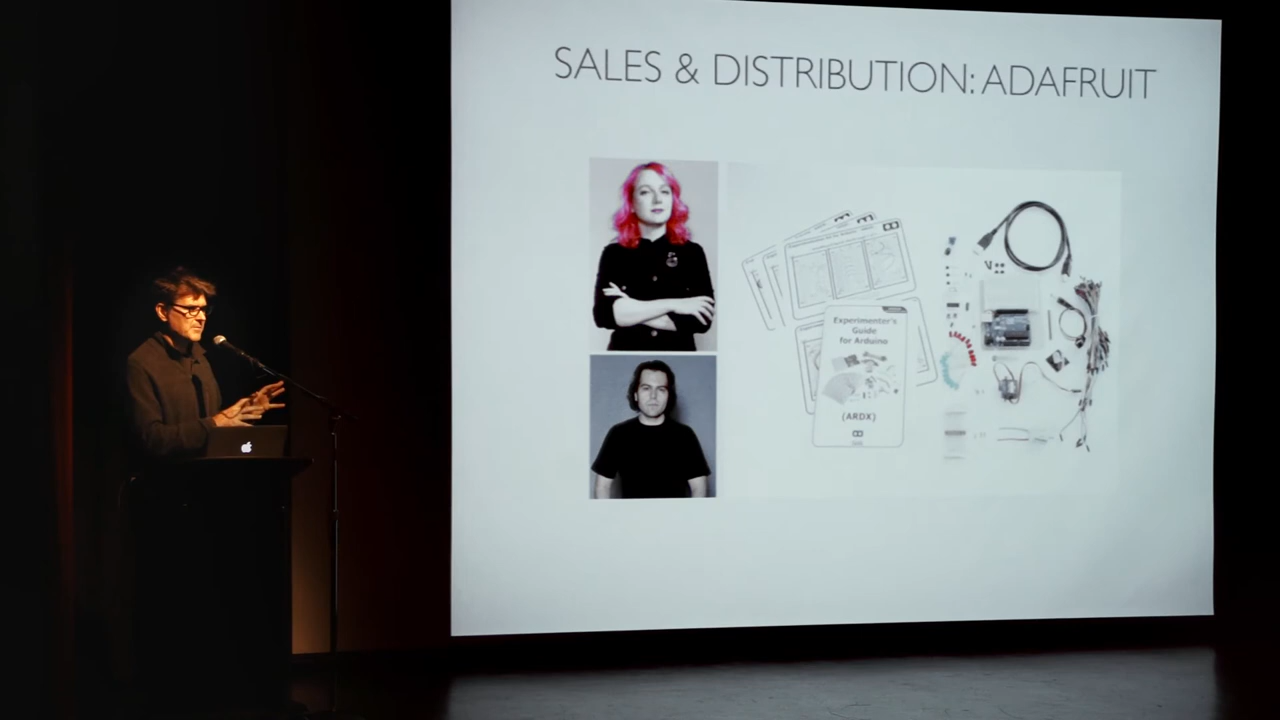 SALES & DISTRIBUTION: ADAFRUIT
Experimenter's
Guide
for Arduino
(ARDX)